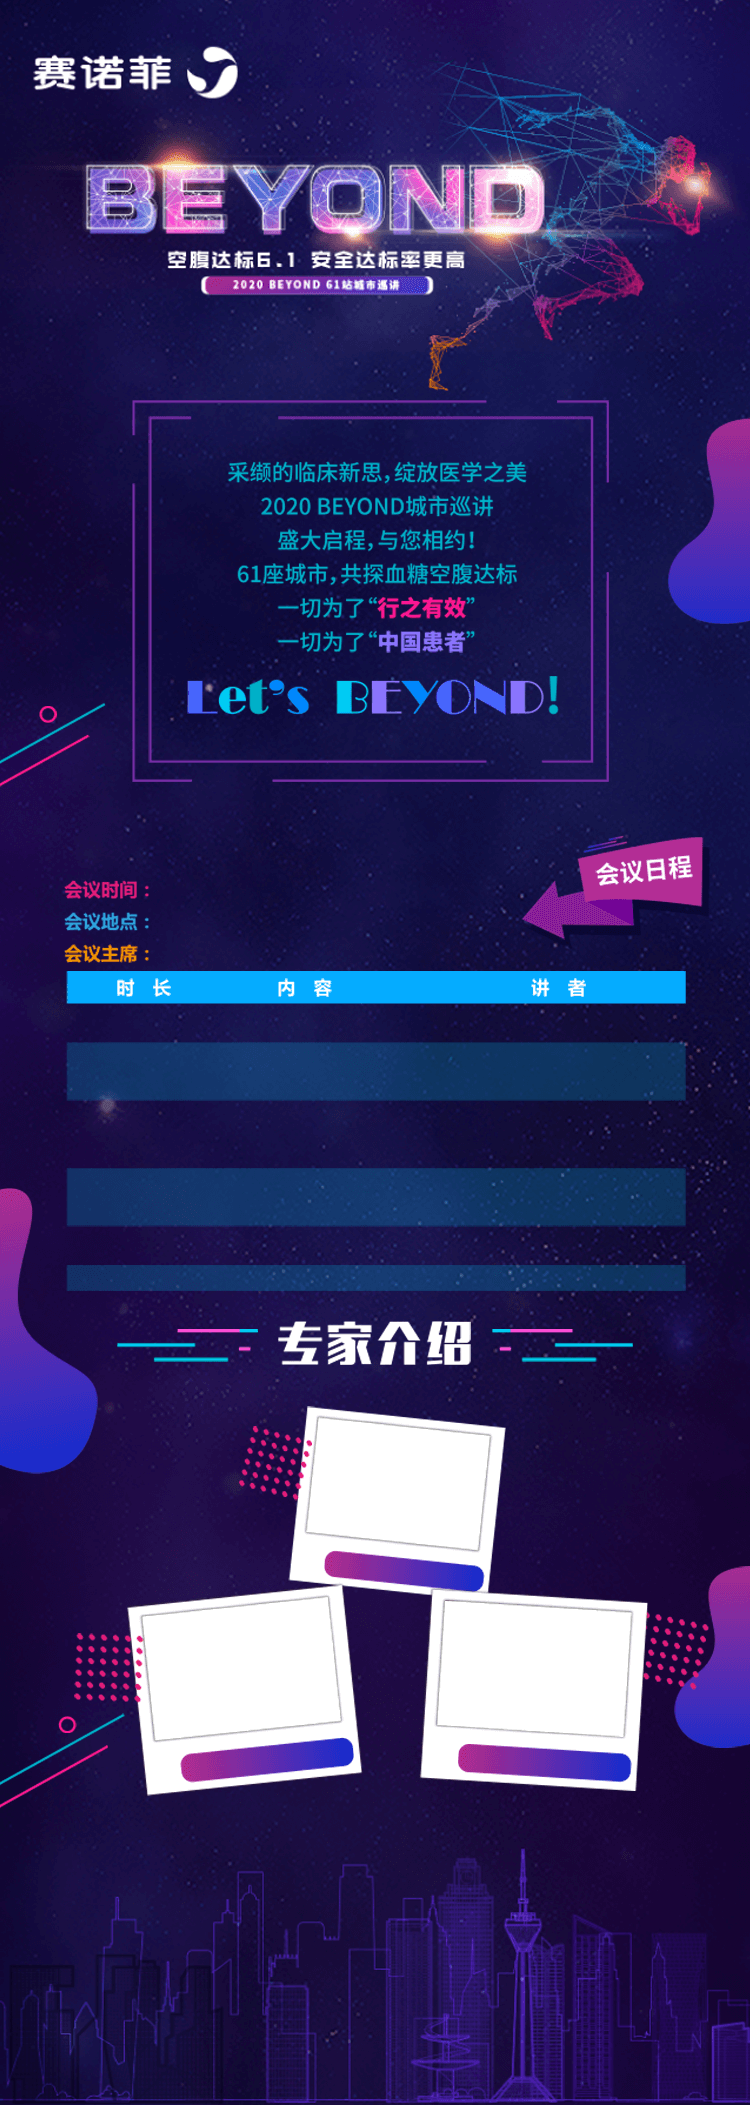 赛诺菲
BEYOND
空腹达标6.1 安全达标率更高
2020 BEYOND 61站城市巡讲
采缬的临床新思,绽放医学之美
2020 BEYOND城市巡讲
盛大启程,与您相约!
61座城市,共探血糖空腹达标
一切为了“行之有效”
一切为了“中国患者”
Let's BEYOND!
会议日程
会议时间：
会议地点：
会议主席：
时 长 内 容 讲 者
专家介绍